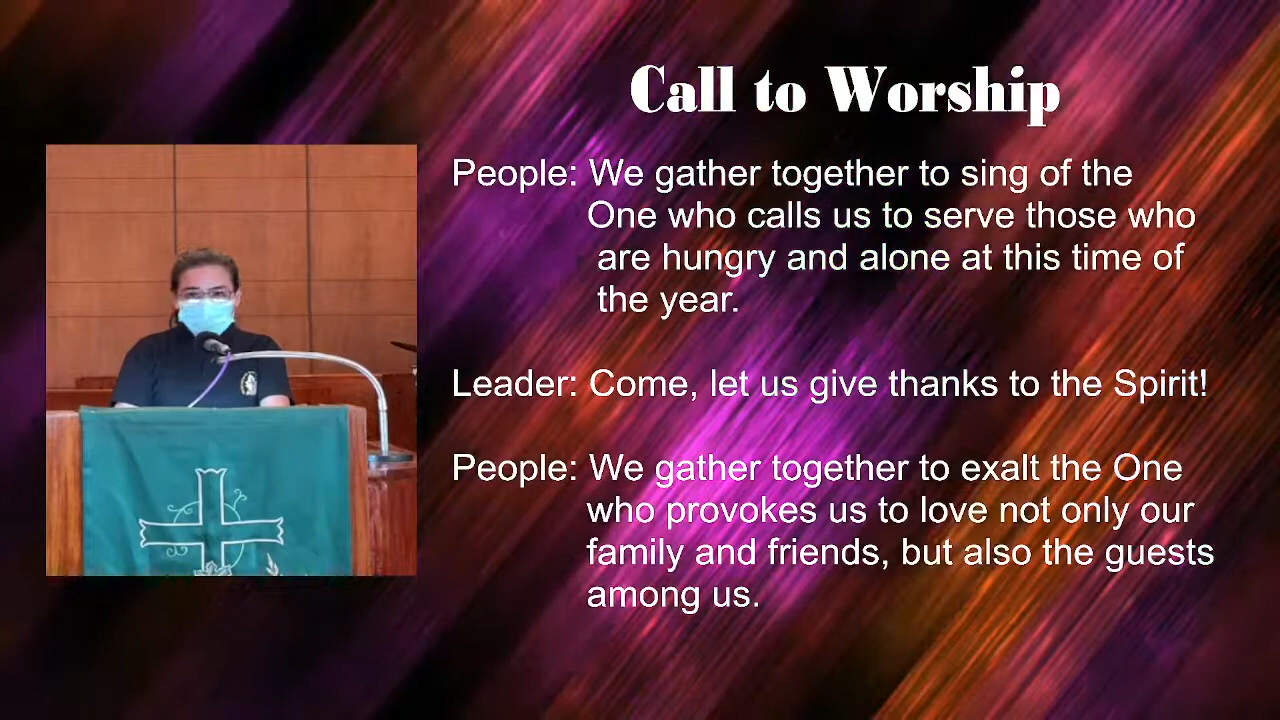 Call to Worship
People: We gather together to sing of the
One who calls us to serve those who
are hungry and alone at this time of
the year.
Leader: Come, let us give thanks to the Spirit!
People: We gather together to exalt the One
who provokes us to love not only our
family and friends, but also the guests
among us.